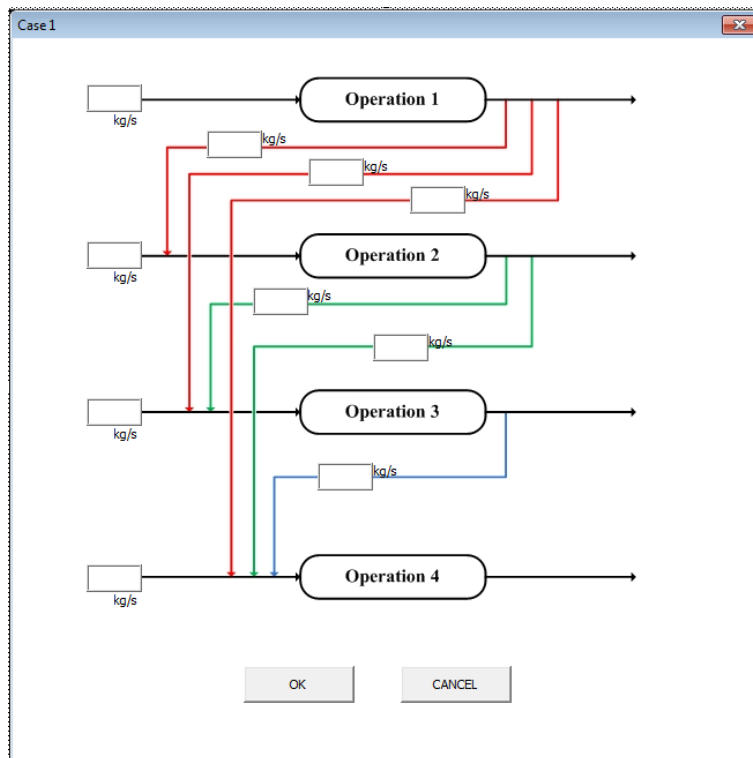 Case 1
Operation 1
kg/s
kg/s
kg/s
kg/s
Operation 2
kg/s
kg/s
kg/s
Operation 3
kg/s
kg/s
Operation 4
kg/s
OK
CANCEL